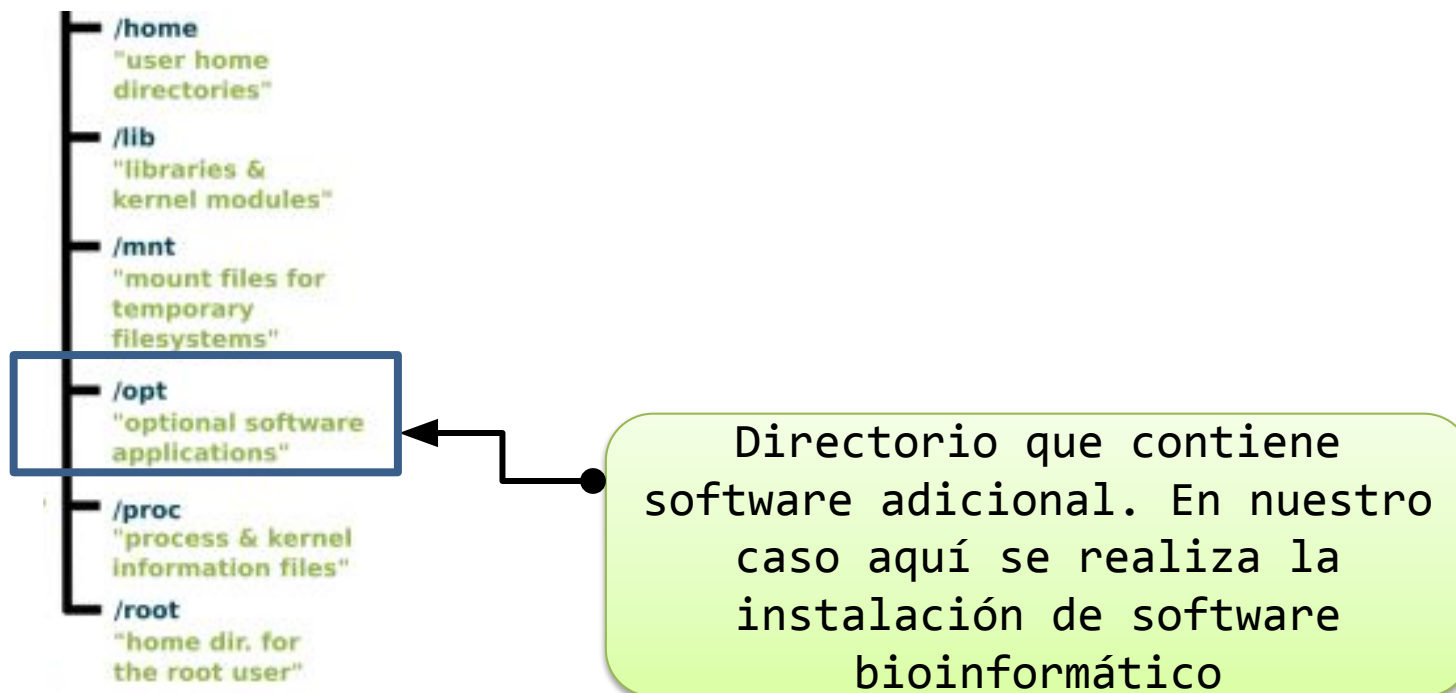 /home
"user home
directories"
/lib
"libraries &
kernel modules"
/mnt
"mount files for
temporary
filesystems"
/opt
"optional software
applications"
/proc
"process & kernel
information files"
/root
"home dir. for
the root user"
Directorio que contiene
software adicional. En nuestro
caso aquí se realiza la
instalación de software
bioinformático